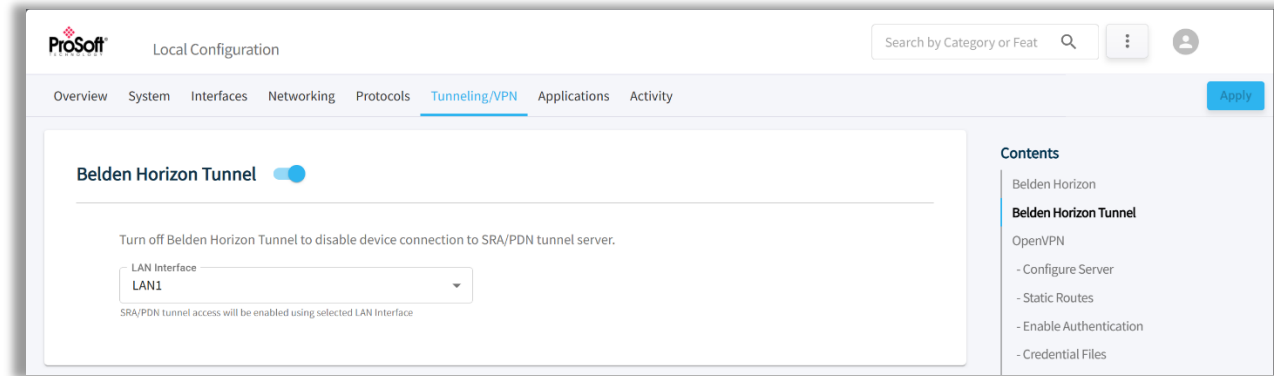 ProSoft
TECHNOLOGY
Local Configuration
Search by Category or Feat
Overview System Interfaces Networking Protocols Tunneling/VPN Applications Activity
Apply
Belden Horizon Tunnel
Turn off Belden Horizon Tunnel to disable device connection to SRA/PDN tunnel server.
LAN Interface
LAN1
SRA/PDN tunnel access will be enabled using selected LAN Interface
Contents
Belden Horizon
Belden Horizon Tunnel
OpenVPN
- Configure Server
- Static Routes
- Enable Authentication
- Credential Files